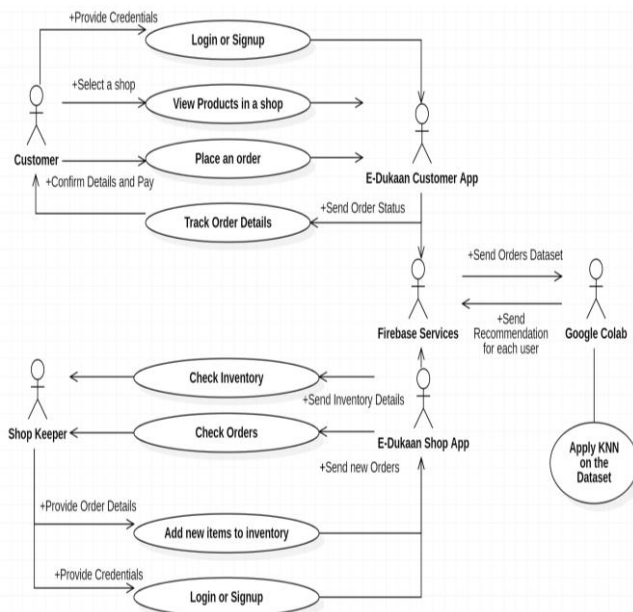 +Provide Credentials
Login or Signup
+Select a shop
View Products in a shop
Customer
Place an order
E-Dukaan Customer App
+Confirm Details and Pay
+Send Order Status
Track Order Details
+Send Orders Dataset
Firebase Services
+Send
Recommendation
for each user
Google Colab
Check Inventory
+Send Inventory Details
Shop Keeper
Check Orders
E-Dukaan Shop App
+Send new Orders
Apply KNN
on the
Dataset
+Provide Order Details
Add new items to inventory
+Provide Credentials
Login or Signup